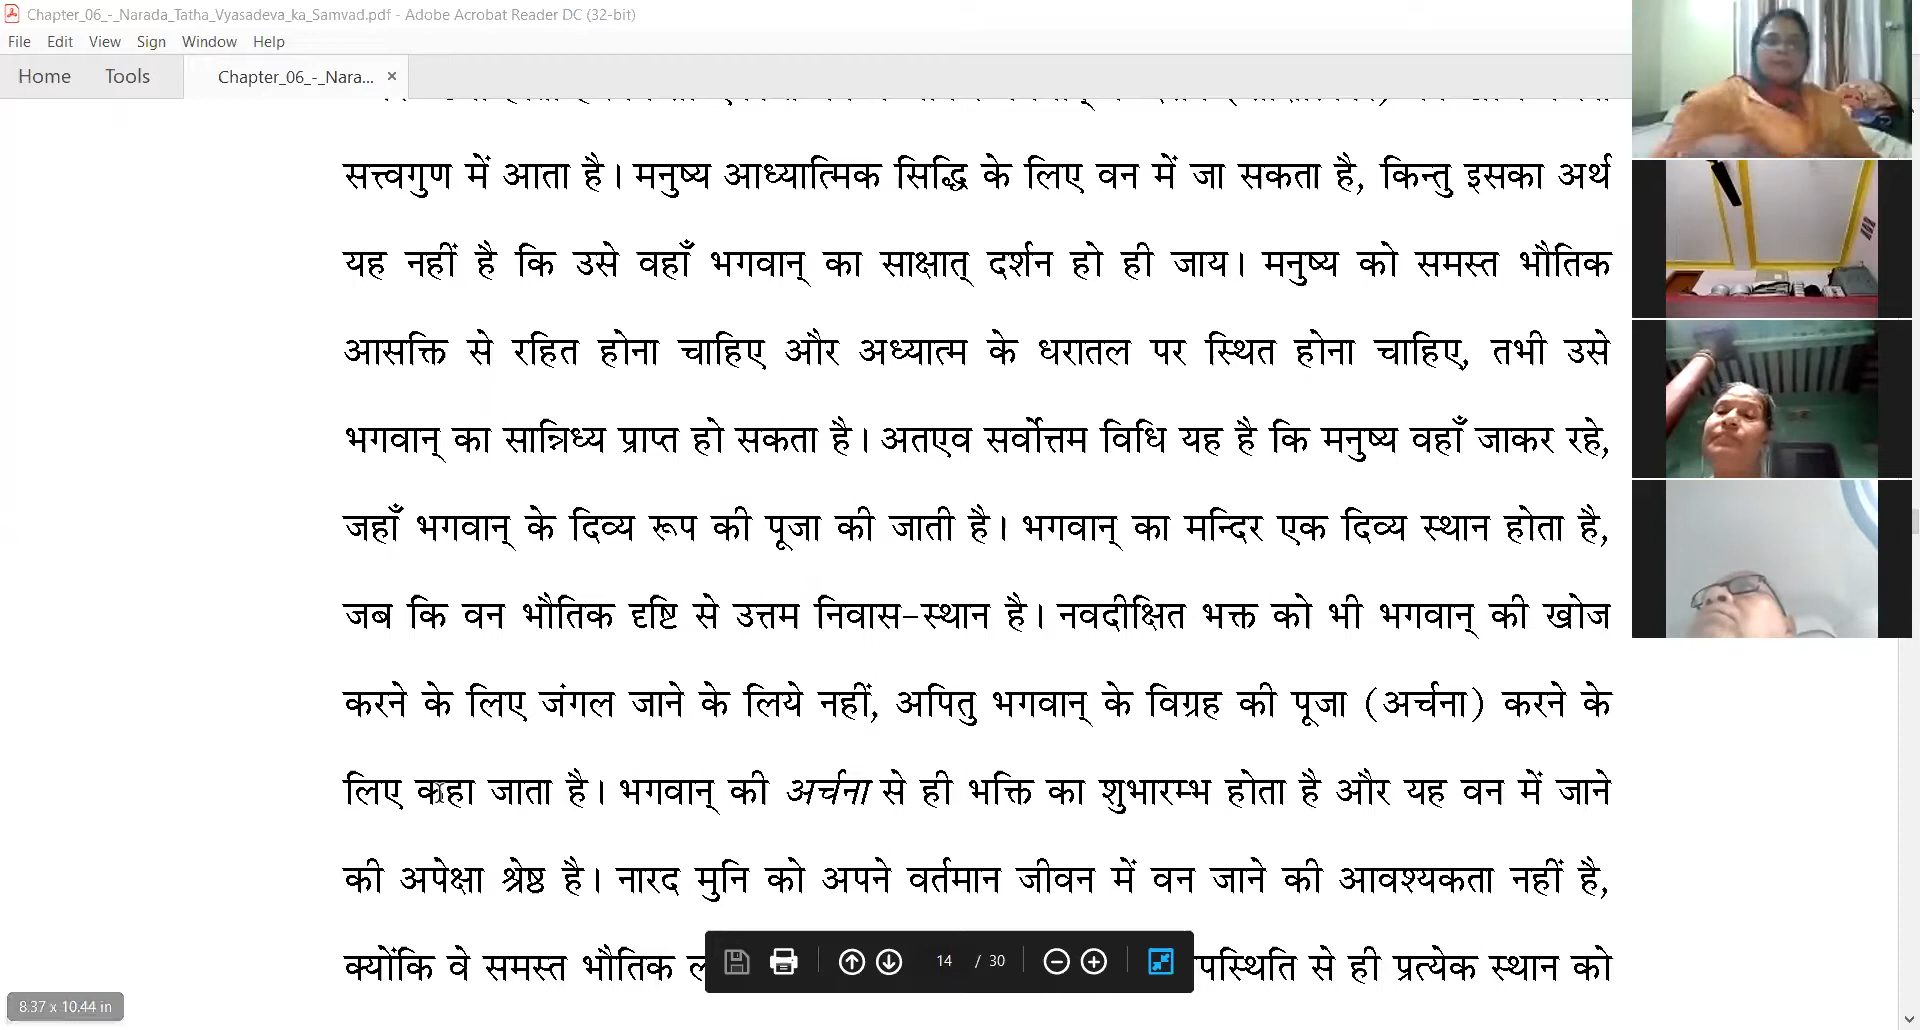 Chapter_06_-_Narada_Tatha_Vyasadeva_ka_Samvad.pdf - Adobe Acrobat Reader DC (32-bit)
File Edit View Sign Window Help
Home Tools Chapter_06_-_Nara... ×
सत्त्वगुण में आता है। मनुष्य आध्यात्मिक सिद्धि के लिए वन में जा सकता है, किन्तु इसका अर्थ
यह नहीं है कि उसे वहाँ भगवान् का साक्षात् दर्शन हो ही जाय। मनुष्य को समस्त भौतिक
आसक्ति से रहित होना चाहिए और अध्यात्म के धरातल पर स्थित होना चाहिए, तभी उसे
भगवान् का सान्निध्य प्राप्त हो सकता है। अतएव सर्वोत्तम विधि यह है कि मनुष्य वहाँ जाकर रहे,
जहाँ भगवान् के दिव्य रूप की पूजा की जाती है। भगवान् का मन्दिर एक दिव्य स्थान होता है,
जब कि वन भौतिक दृष्टि से उत्तम निवास-स्थान है। नवदीक्षित भक्त को भी भगवान् की खोज
करने के लिए जंगल जाने के लिये नहीं, अपितु भगवान् के विग्रह की पूजा (अर्चना) करने के
लिए कहा जाता है। भगवान् की अर्चना से ही भक्ति का शुभारम्भ होता है और यह वन में जाने
की अपेक्षा श्रेष्ठ है। नारद मुनि को अपने वर्तमान जीवन में वन जाने की आवश्यकता नहीं है,
क्योंकि वे समस्त भौतिक पस्थिति से ही प्रत्येक स्थान को
14 / 30
8.37 x 10.44 in